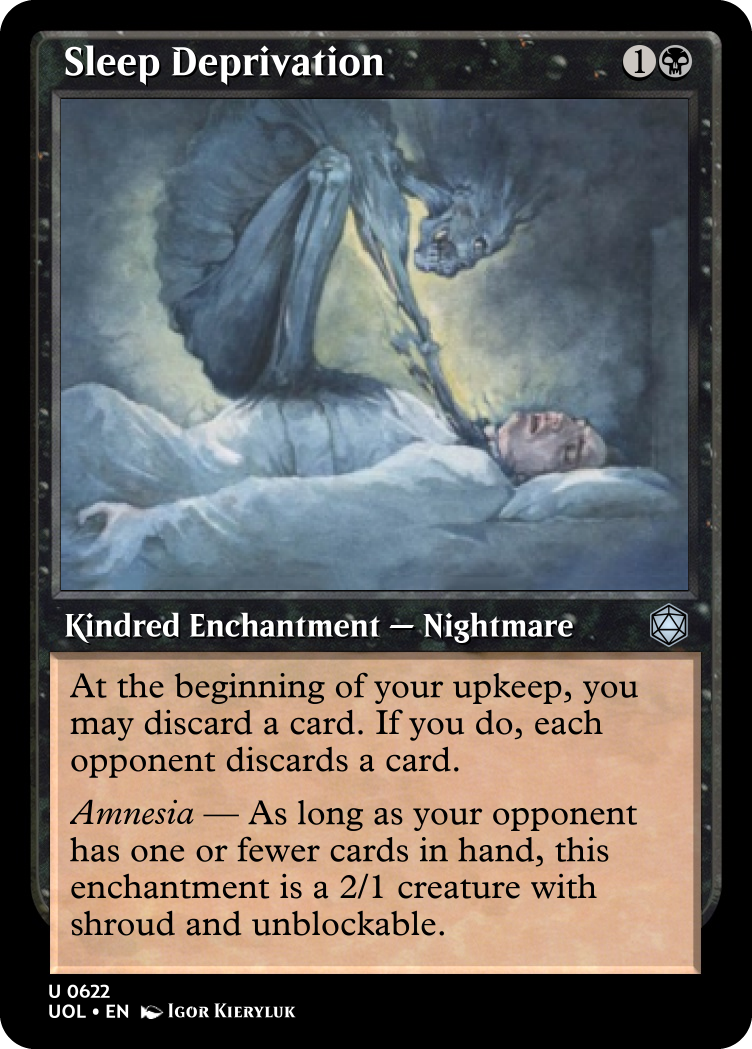 Sleep Deprivation 1
Kindred Enchantment — Nightmare
At the beginning of your upkeep, you
may discard a card. If you do, each
opponent discards a card.
Amnesia — As long as your opponent
has one or fewer cards in hand, this
enchantment is a 2/1 creature with
shroud and unblockable.
U 0622
UOL • EN Igor Kieryluk